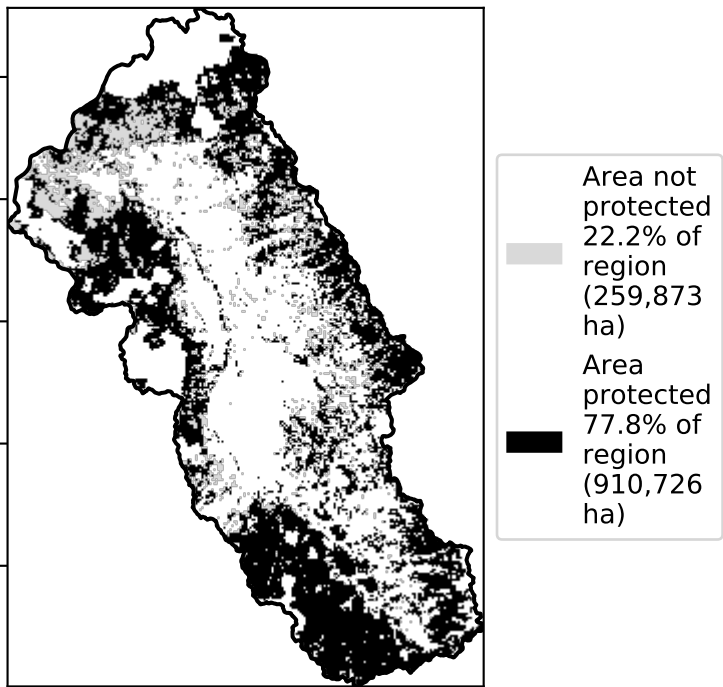 Area not
protected
22.2% of
region
(259,873
ha)
Area
protected
77.8% of
region
(910,726
ha)